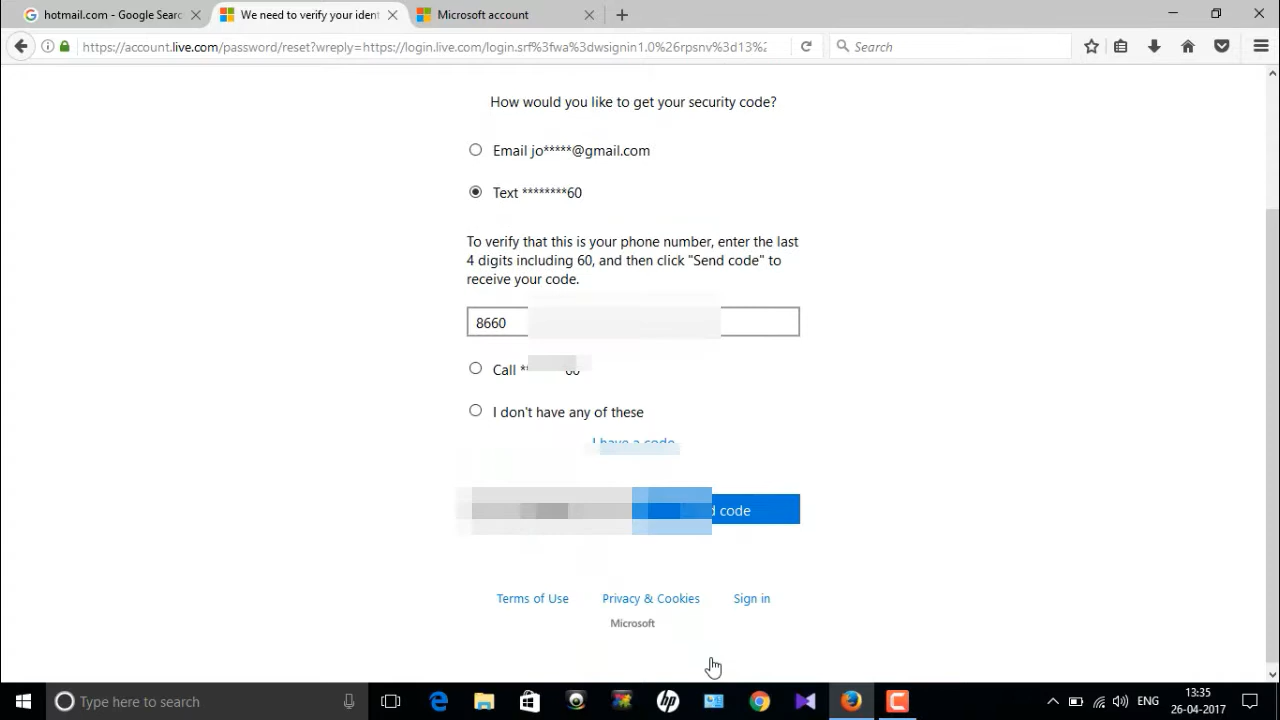 hotmail.com - Google Searc
We need to verify your ident
Microsoft account
https://account.live.com/password/reset?wreply=https://login.live.com/login.srf%3fwa%3dwsignin1.0%26rpsnv%3d13%2
Search
How would you like to get your security code?
Email jo*****@gmail.com
Text ********60
To verify that this is your phone number, enter the last
4 digits including 60, and then click "Send code" to
receive your code.
8660
Call **
I don't have any of these
I have a code
code
Terms of Use
Privacy & Cookies
Sign in
Microsoft
Type here to search
hp
ENG
13:35
26-04-2017